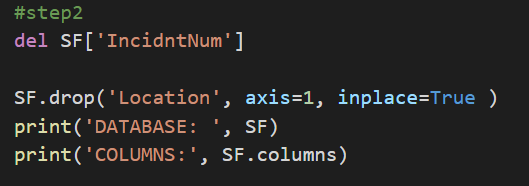 #step2
del SF['IncidntNum']
SF.drop('Location', axis=1, inplace=True )
print('DATABASE: ', SF)
print('COLUMNS:', SF.columns)